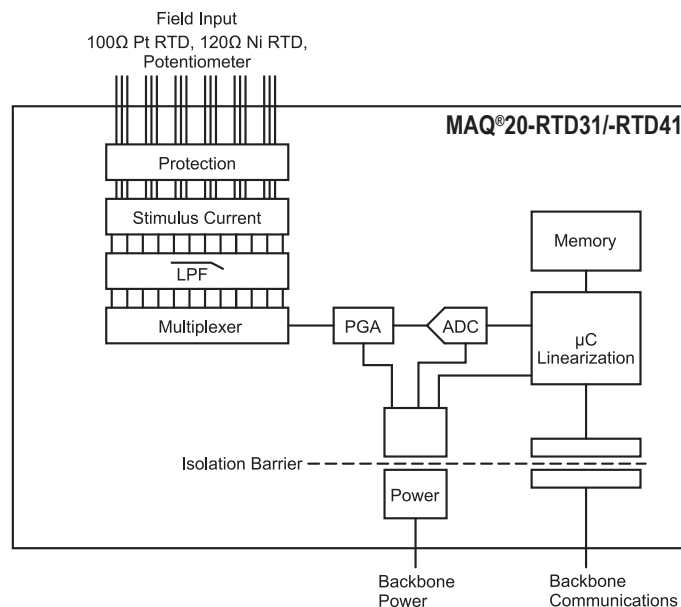 Field Input
100Ω Pt RTD, 120Ω Ni RTD,
Potentiometer
MAQ®20-RTD31/-RTD41
Protection
Stimulus Current
LPF
Multiplexer
PGA
ADC
Memory
µC
Linearization
Isolation Barrier
Power
Backbone
Power
Backbone
Communications